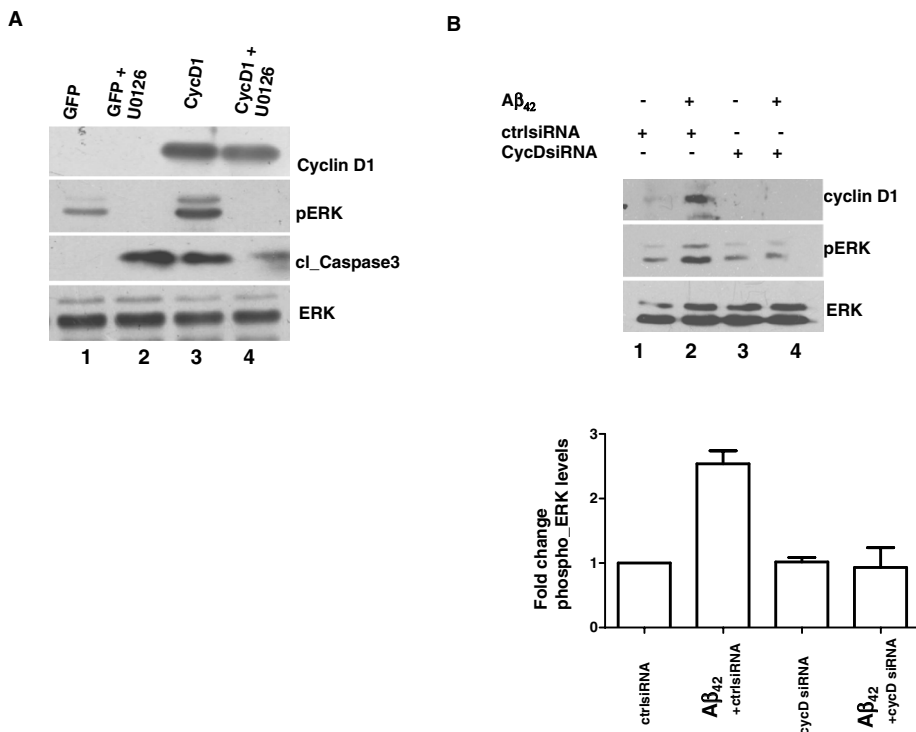 A
GFP
GFP +
U0126
CycD1
CycD1 +
U0126
Cyclin D1
pERK
cl_Caspase3
ERK
1 2 3 4
B
Aβ42 - + - +
ctrlsiRNA + + - -
CycDsiRNA - - + +
cyclin D1
pERK
ERK
1 2 3 4
Fold change
phospho_ERK levels
3
2
1
0
ctrlsiRNA
Aβ42
+ctrlsiRNA
cycD siRNA
Aβ42
+cycD siRNA